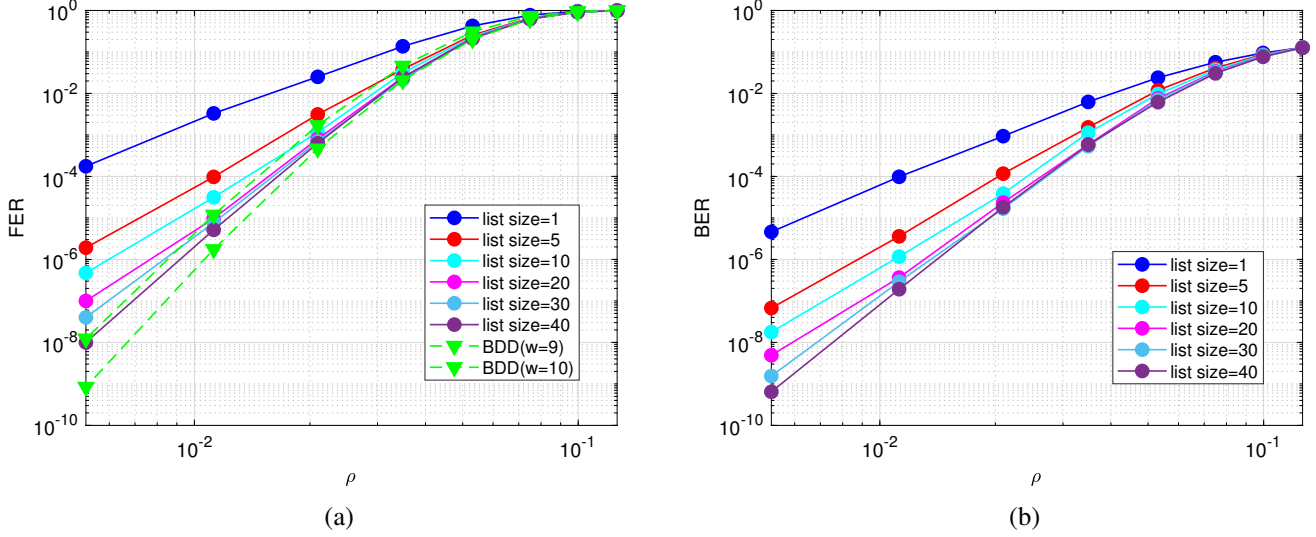 10^0
10^-2
10^-4
10^-6
10^-8
10^-10
FER
10^-2
10^-1
ρ
list size=1
list size=5
list size=10
list size=20
list size=30
list size=40
BDD(w=9)
BDD(w=10)
(a)
10^0
10^-2
10^-4
10^-6
10^-8
10^-10
BER
10^-2
10^-1
ρ
list size=1
list size=5
list size=10
list size=20
list size=30
list size=40
(b)